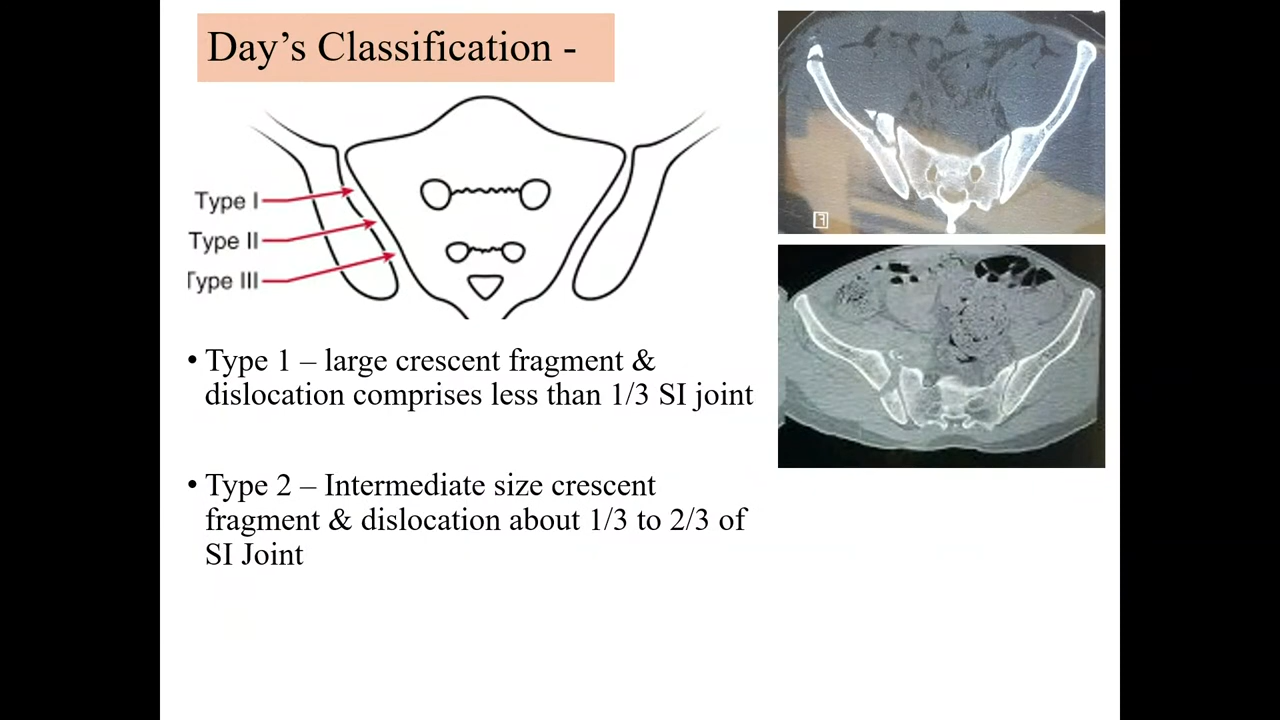 Day’s Classification -
Type I
Type II
Type III
• Type 1 – large crescent fragment &
dislocation comprises less than 1/3 SI joint
• Type 2 – Intermediate size crescent
fragment & dislocation about 1/3 to 2/3 of
SI Joint